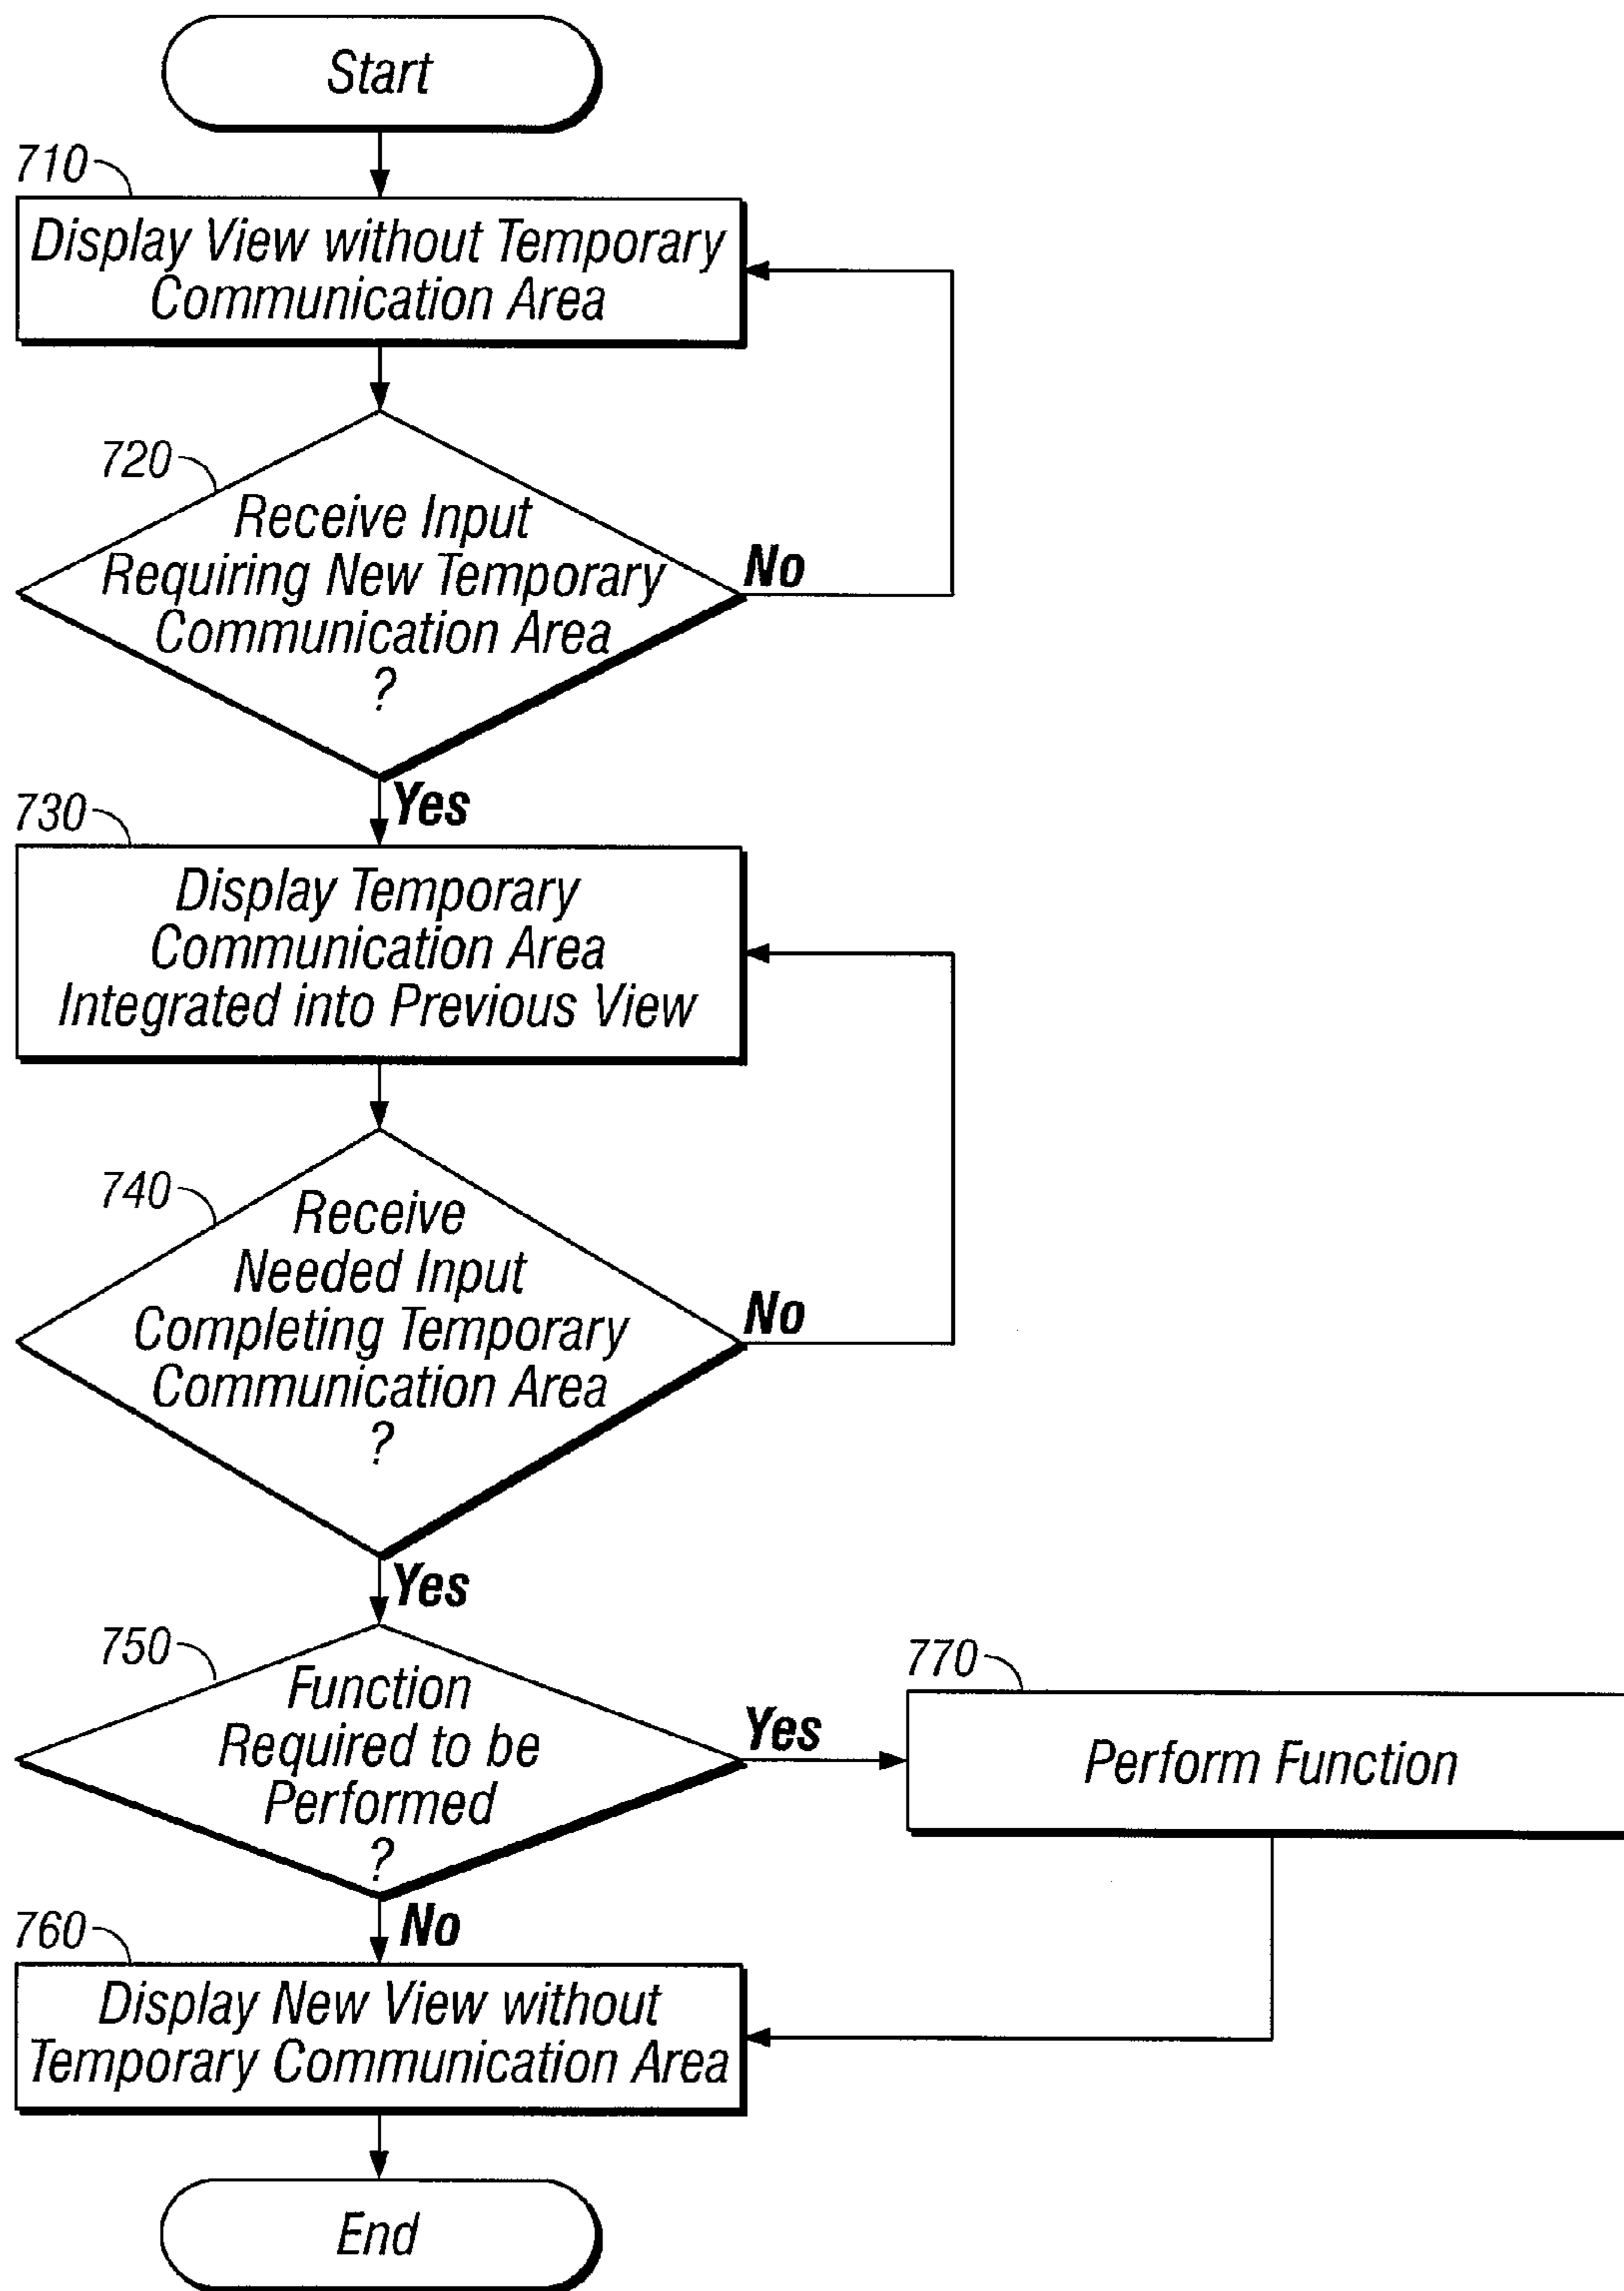 Start
710
Display View without Temporary
Communication Area
720
Receive Input
Requiring New Temporary
Communication Area
?
No
Yes
730
Display Temporary
Communication Area
Integrated into Previous View
740
Receive
Needed Input
Completing Temporary
Communication Area
?
No
Yes
750
Function
Required to be
Performed
?
Yes
770
Perform Function
No
760
Display New View without
Temporary Communication Area
End